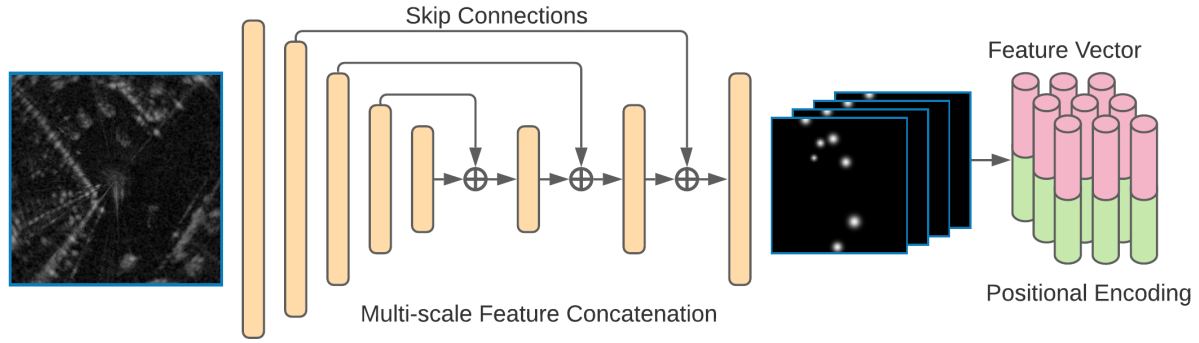 Skip Connections
Feature Vector
Positional Encoding
Multi-scale Feature Concatenation